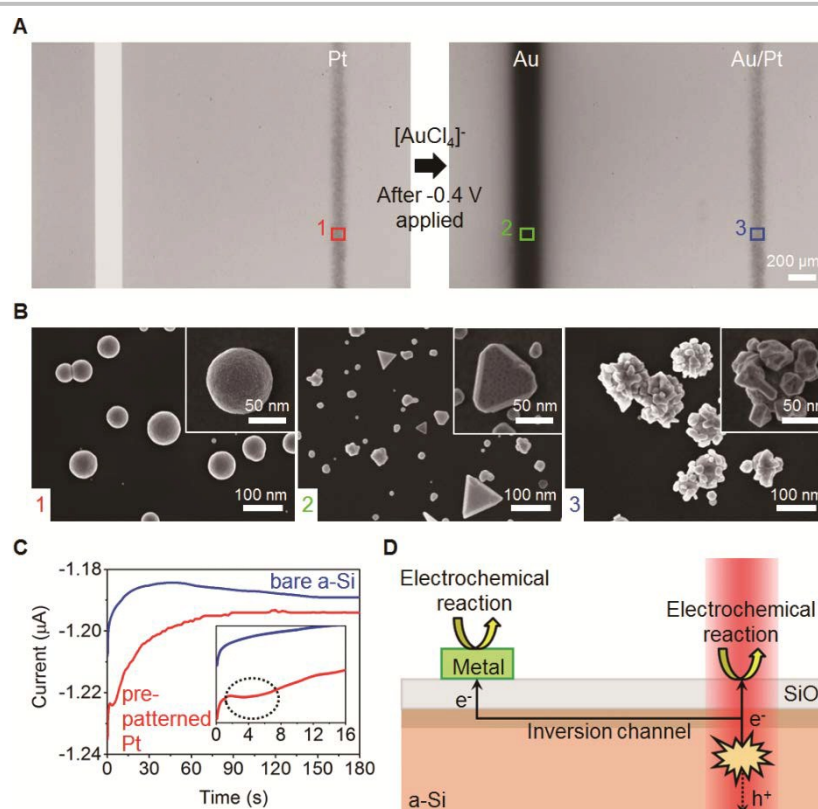 A
Pt
1
[AuCl₄]⁻
After -0.4 V
applied
Au
Au/Pt
2
3
200 µm
B
50 nm
50 nm
50 nm
1
100 nm
2
100 nm
3
100 nm
C
-1.18
-1.20
-1.22
-1.24
Current (µA)
bare a-Si
pre-
patterned
Pt
0 4 8 12 16
0 30 60 90 120 150 180
Time (s)
D
Electrochemical
reaction
Electrochemical
reaction
Metal
SiO
e⁻
e⁻
Inversion channel
a-Si
h⁺